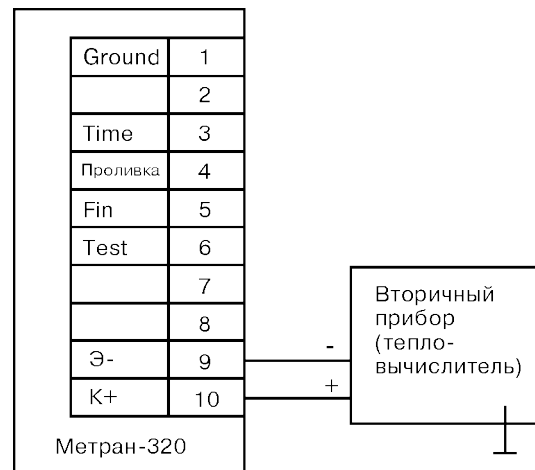 Ground 1
2
Time 3
Проливка 4
Fin 5
Test 6
7
8
Э- 9
К+ 10
Метран-320
-
+
Вторичный
прибор
(тепло-
вычислитель)